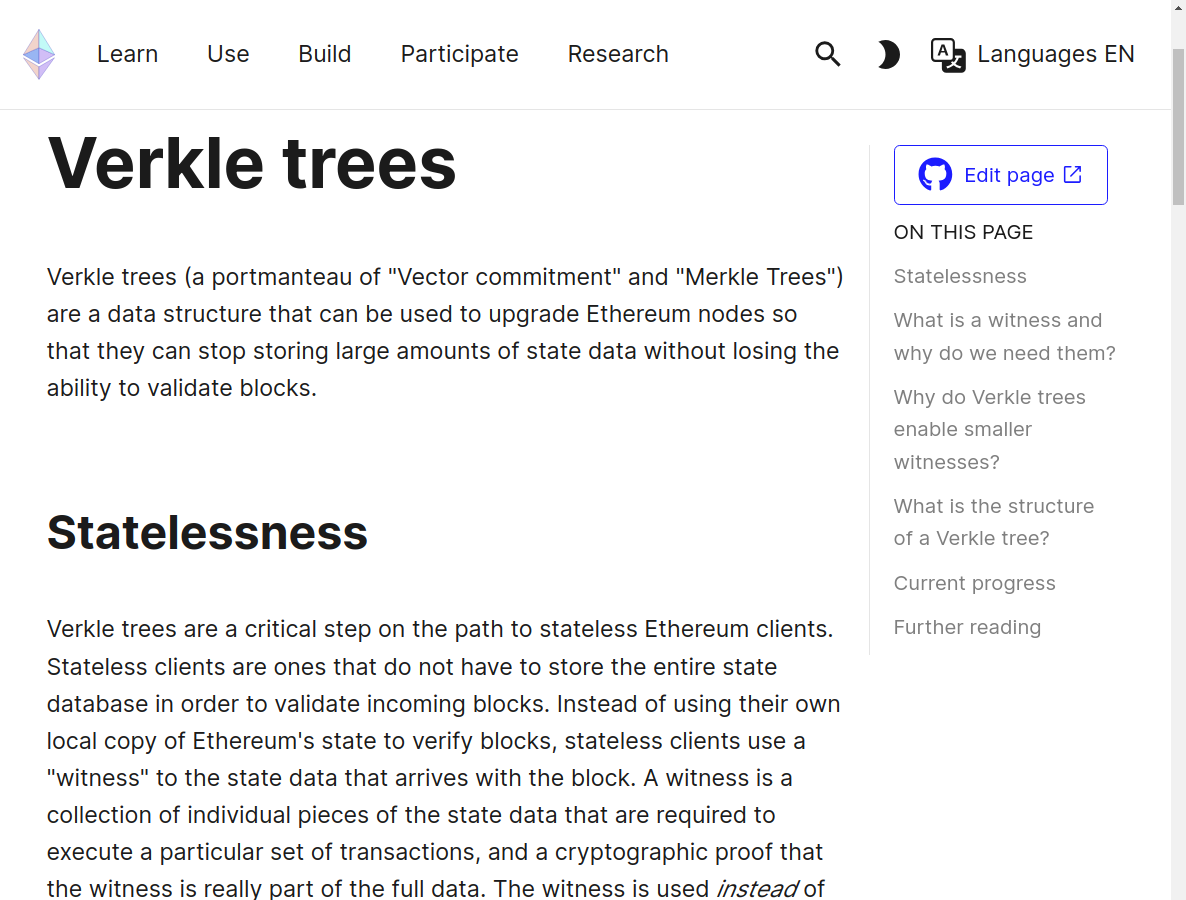 Learn Use Build Participate Research Languages EN
Verkle trees
Verkle trees (a portmanteau of "Vector commitment" and "Merkle Trees")
are a data structure that can be used to upgrade Ethereum nodes so
that they can stop storing large amounts of state data without losing the
ability to validate blocks.
Statelessness
Verkle trees are a critical step on the path to stateless Ethereum clients.
Stateless clients are ones that do not have to store the entire state
database in order to validate incoming blocks. Instead of using their own
local copy of Ethereum's state to verify blocks, stateless clients use a
"witness" to the state data that arrives with the block. A witness is a
collection of individual pieces of the state data that are required to
execute a particular set of transactions, and a cryptographic proof that
the witness is really part of the full data. The witness is used instead of
Edit page
ON THIS PAGE
Statelessness
What is a witness and
why do we need them?
Why do Verkle trees
enable smaller
witnesses?
What is the structure
of a Verkle tree?
Current progress
Further reading